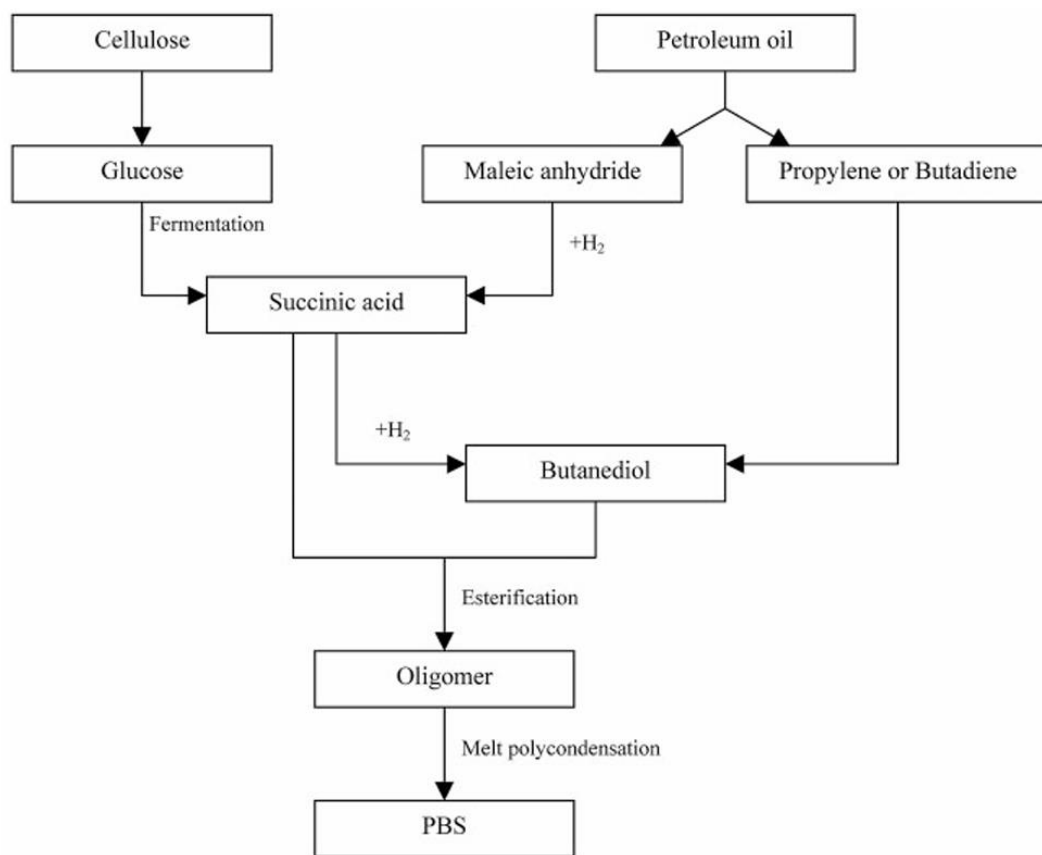 Cellulose
Petroleum oil
Glucose
Maleic anhydride
Propylene or Butadiene
Fermentation
+H₂
Succinic acid
+H₂
Butanediol
Esterification
Oligomer
Melt polycondensation
PBS